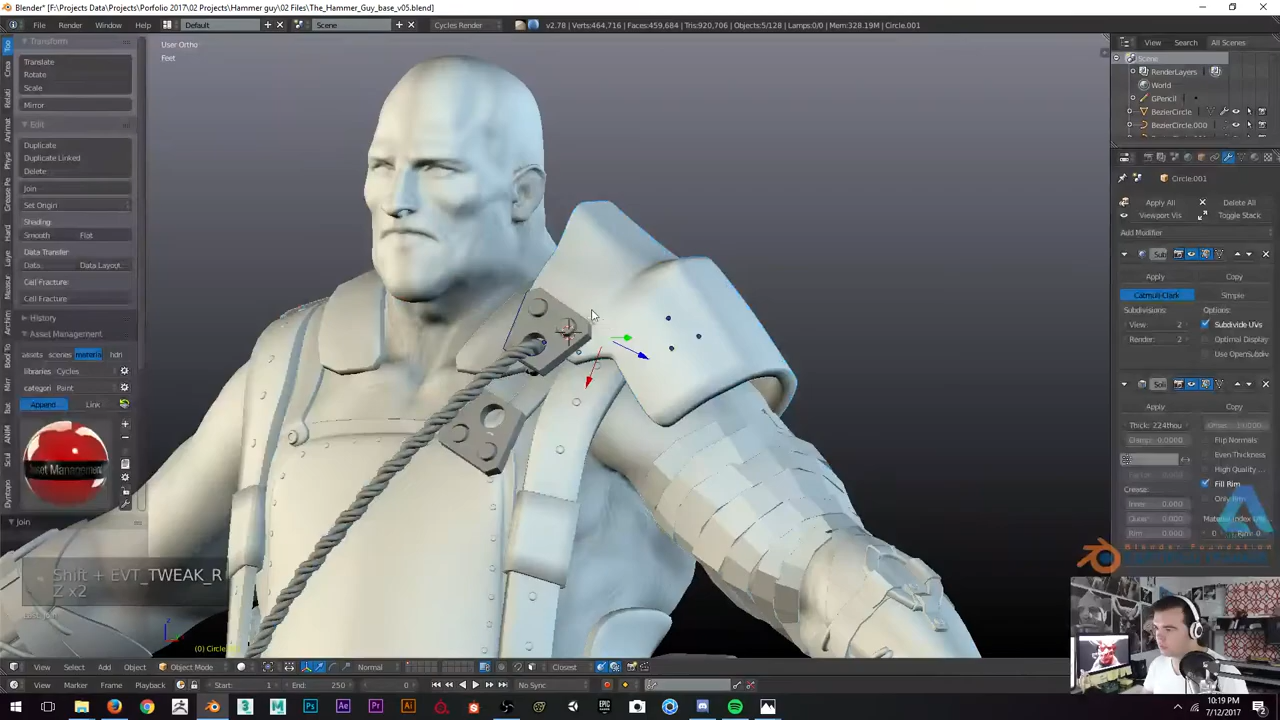 Blender* [F:\Projects Data\Projects\Porfolio 2017\02 Projects\Hammer guy\02 Files\The_Hammer_Guy_base_v05.blend]
File Render Window Help Default Scene Cycles Render v2.78 | Verts:464,716 | Faces:459,684 | Tris:920,706 | Objects:5/128 | Lamps:0/0 | Mem:328.19M | Circle.001
View Search All Scenes
Transform
User Ortho
Feet
Translate
Rotate
Scale
Mirror
Edit
Duplicate
Duplicate Linked
Delete
Join
Set Origin
Shading:
Smooth Flat
Data Transfer
Data Data Layout..
Cell Fracture:
Cell Fracture
History
Asset Management
assets scenes materia hdri
libraries Cycles
categori Paint
Append Link
Asset Management
Join
Shift + EVT_TWEAK_R
Z x2
(0) Circle.
Scene
RenderLayers
World
GPencil
BezierCircle
BezierCircle.000
Circle.001
Apply All Delete All
Viewport Vis Toggle Stack
Add Modifier
Apply Copy
Catmull-Clark Simple
Subdivisions: Options:
View: 2 Subdivide UVs
Render: 2 Optimal Display
Use OpenSubdiv
Apply Copy
Thick: 224thou
Flip Normals
Even Thickness
High Quality ..
Fill Rim
Crease:
Inner: 0.000
Outer: 0.000
Rim 0.000
Material Index
View Select Add Object Object Mode Normal Closest
View Marker Frame Playback Start: 1 End: 250 0 No Sync
10:19 PM
7/12/2017